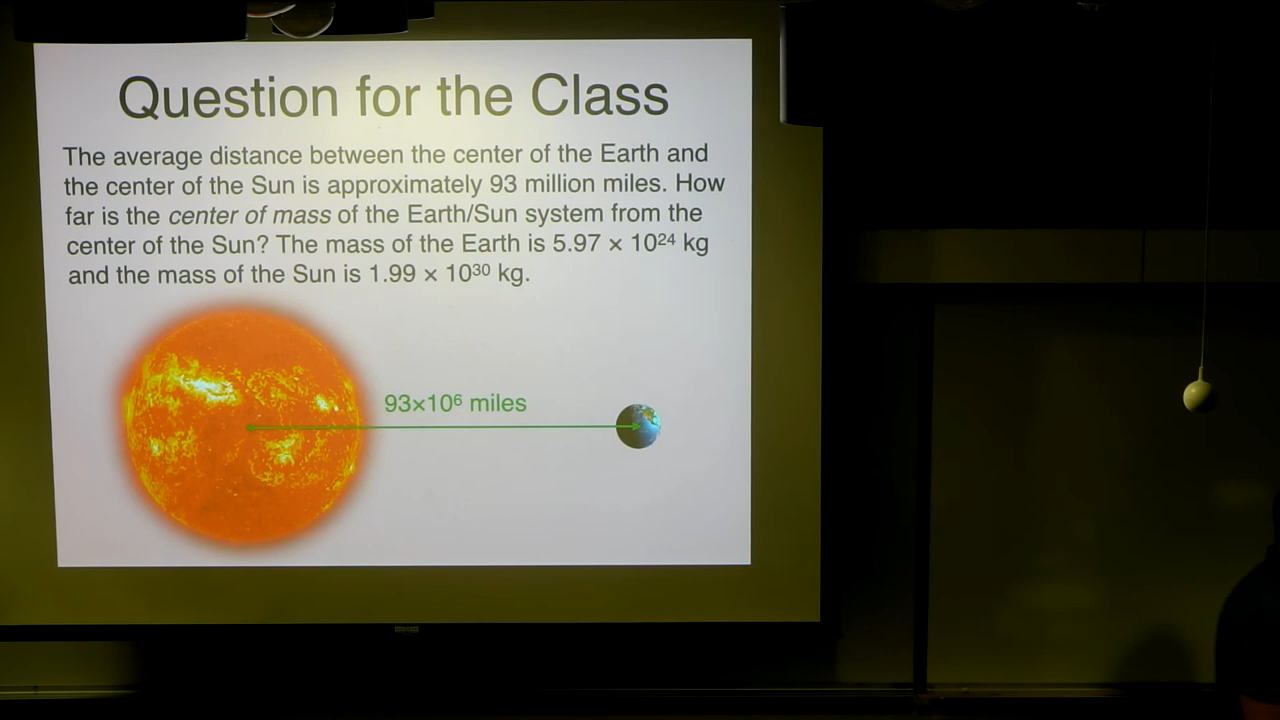 Question for the Class
The average distance between the center of the Earth and
the center of the Sun is approximately 93 million miles. How
far is the center of mass of the Earth/Sun system from the
center of the Sun? The mass of the Earth is 5.97 × 10²⁴ kg
and the mass of the Sun is 1.99 × 10³⁰ kg.
93×10⁶ miles